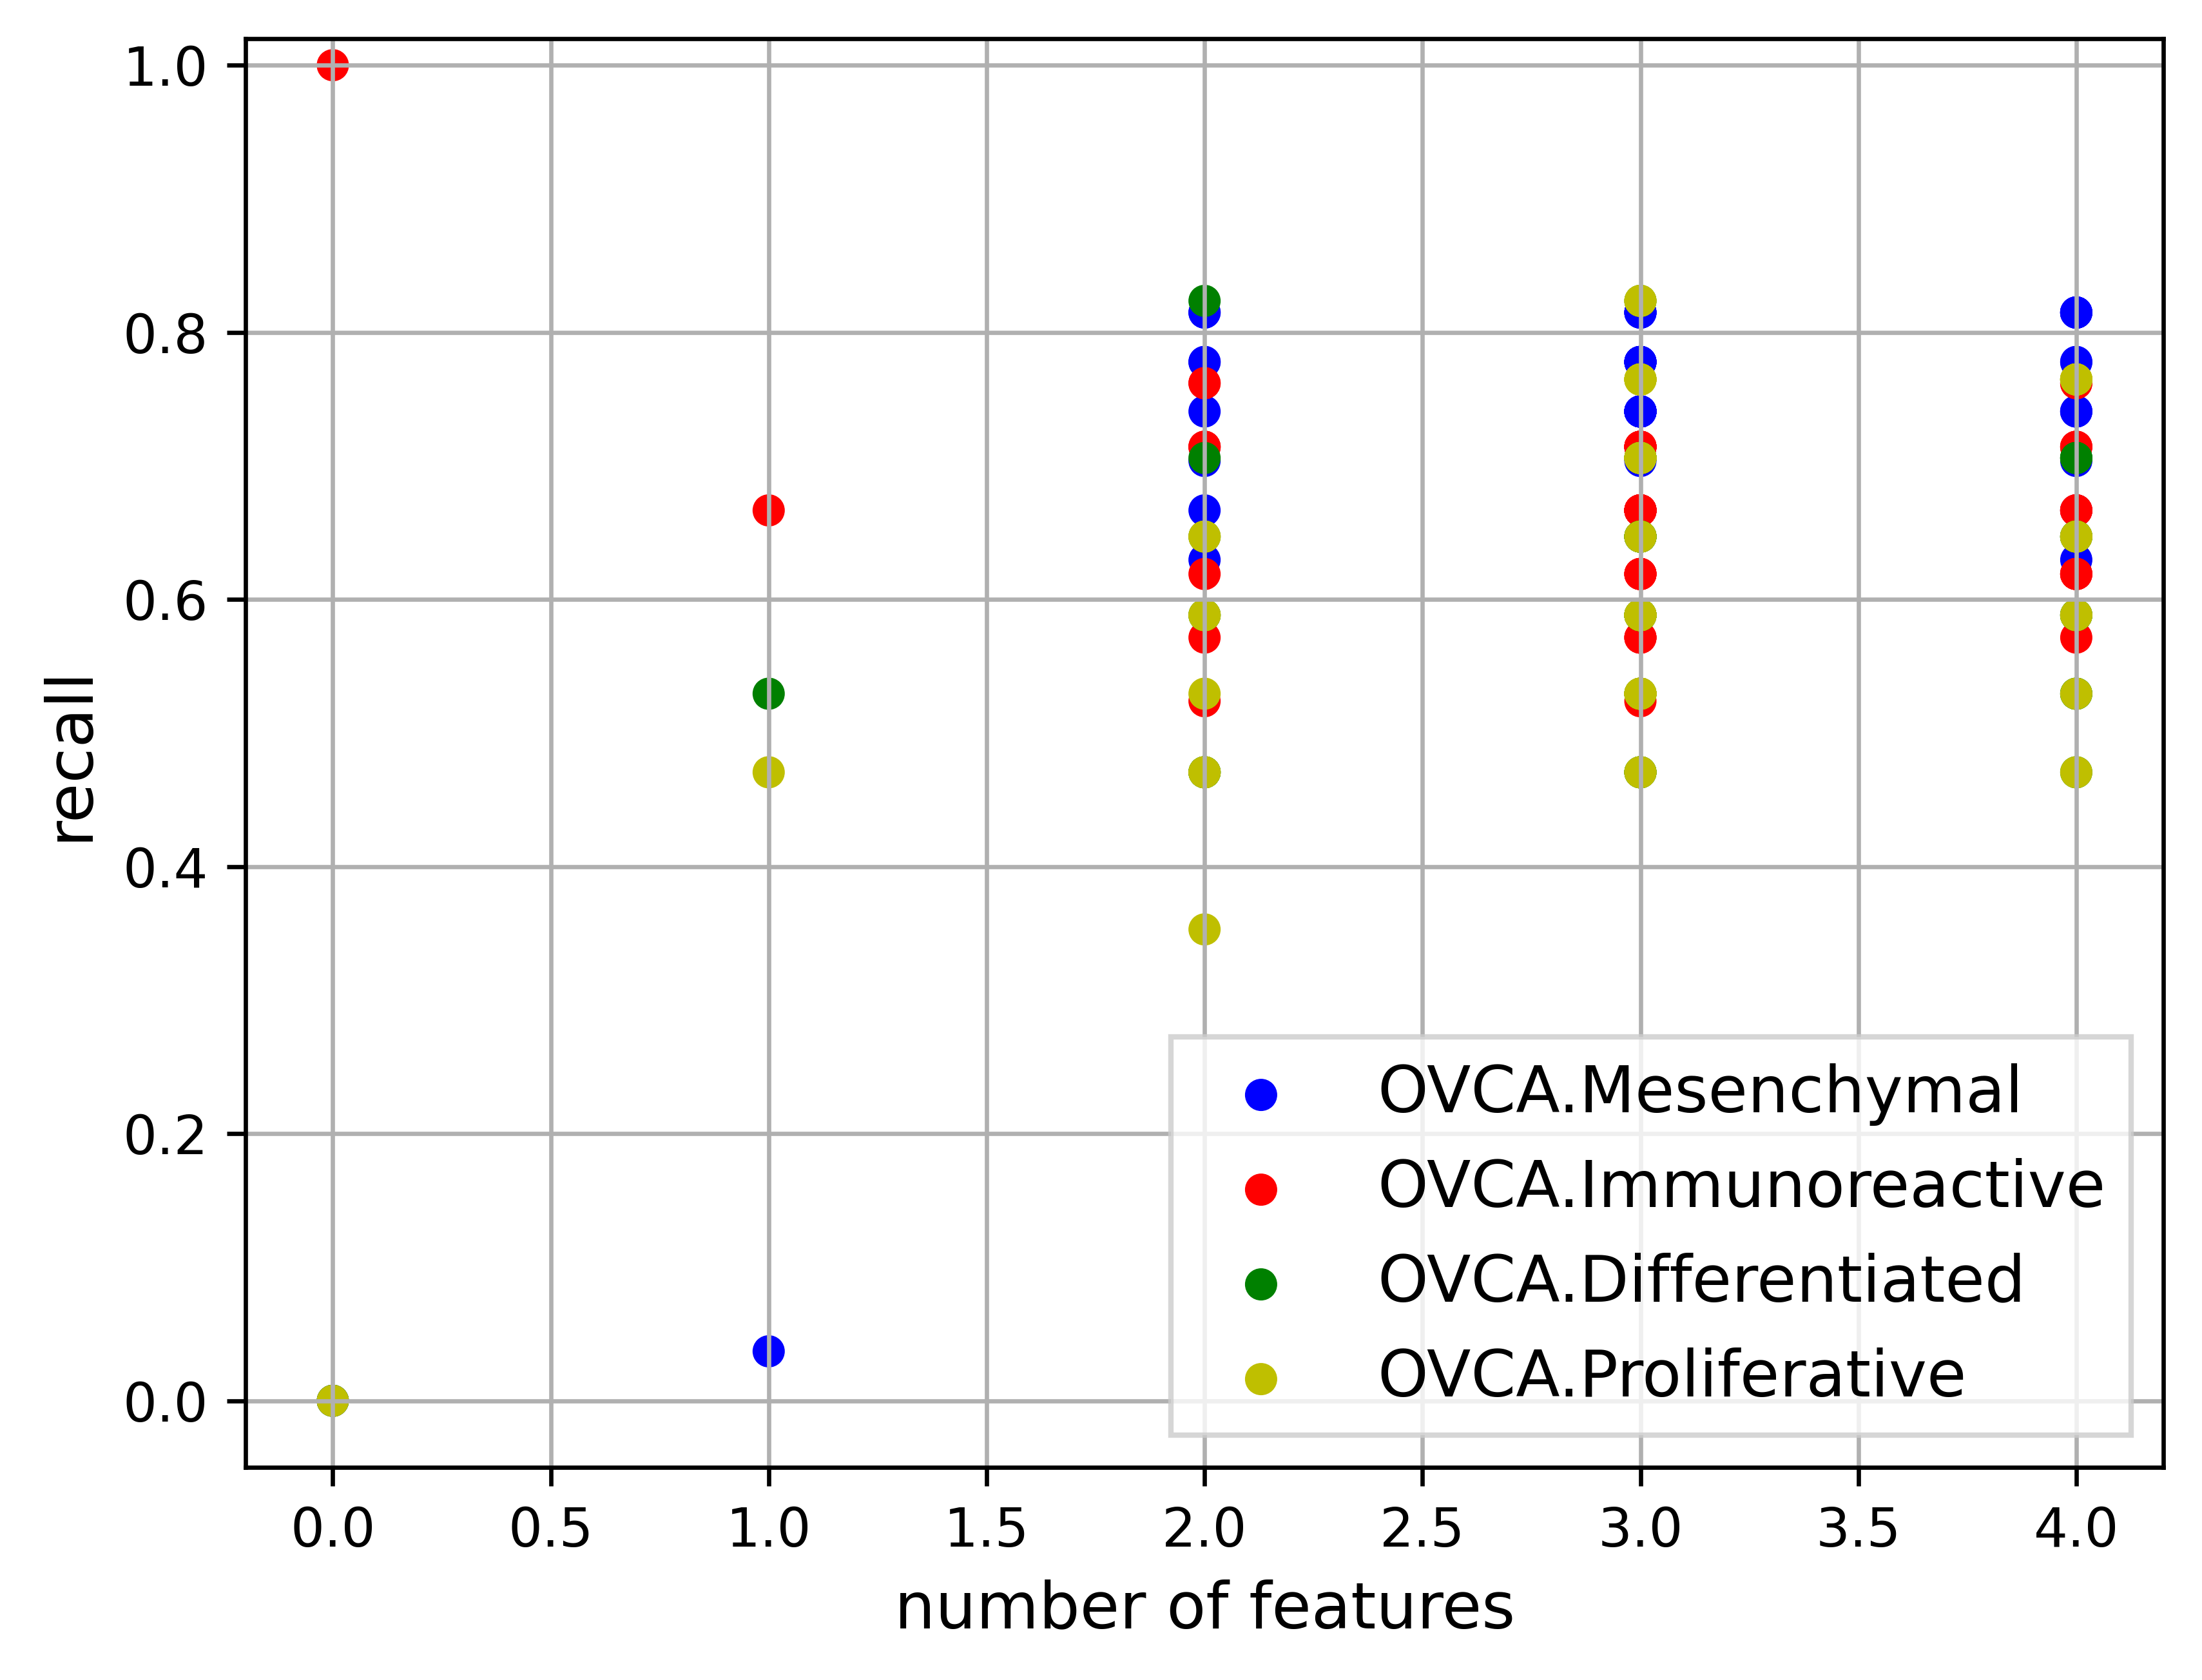 1.0
0.8
0.6
0.4
0.2
0.0
recall
OVCA.Mesenchymal
OVCA.Immunoreactive
OVCA.Differentiated
OVCA.Proliferative
0.0 0.5 1.0 1.5 2.0 2.5 3.0 3.5 4.0
number of features